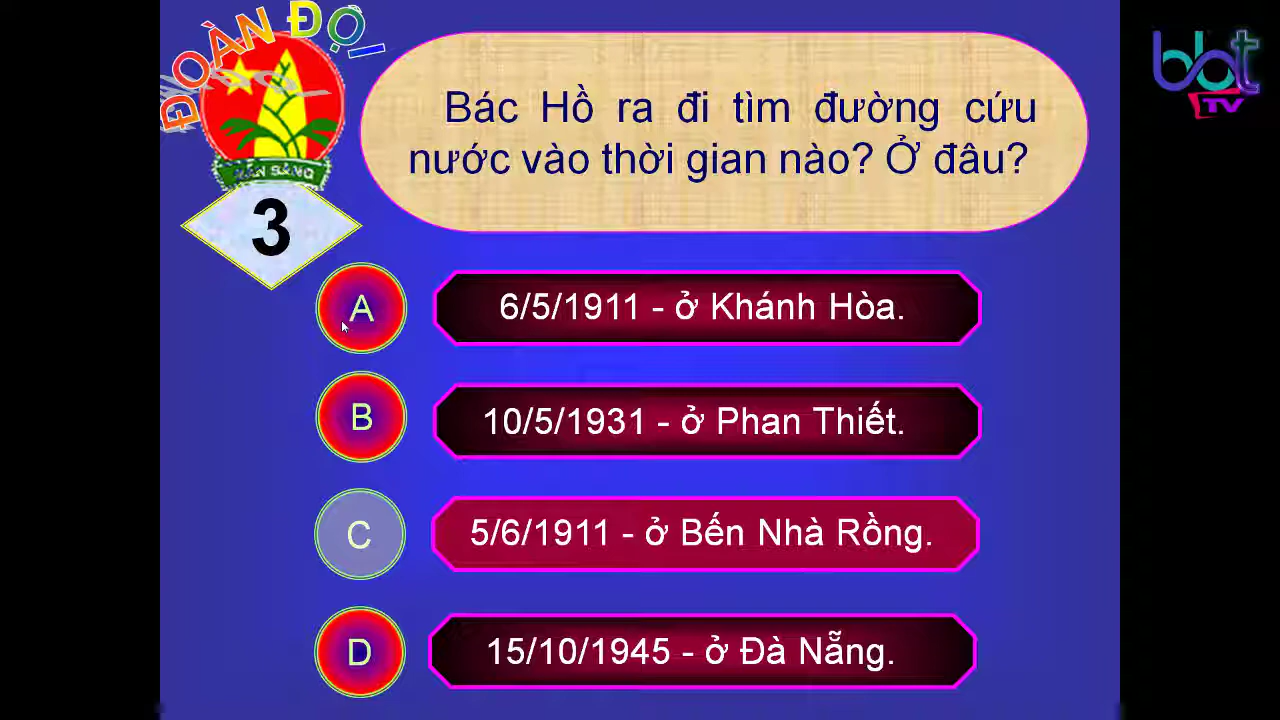 ĐOÀN ĐỘI
SẴN SÀNG
3
bbt
TV
Bác Hồ ra đi tìm đường cứu
nước vào thời gian nào? Ở đâu?
A
6/5/1911 - ở Khánh Hòa.
B
10/5/1931 - ở Phan Thiết.
C
5/6/1911 - ở Bến Nhà Rồng.
D
15/10/1945 - ở Đà Nẵng.